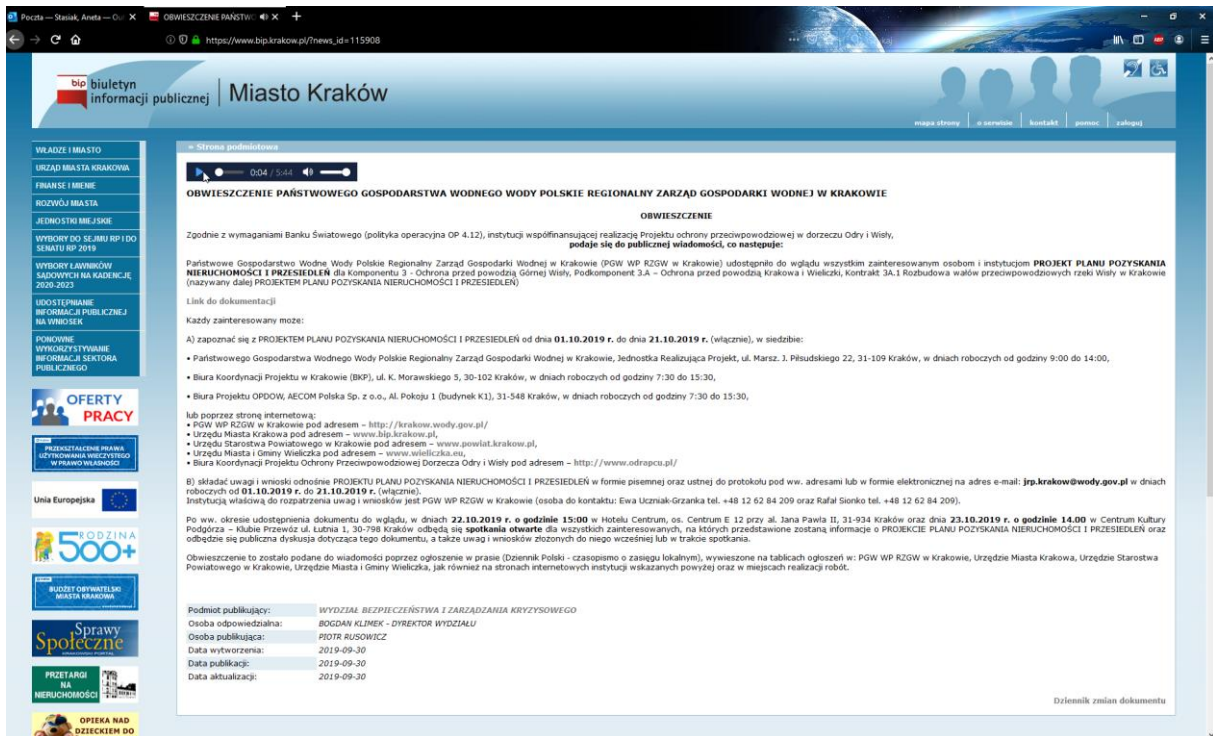 Poczta — Stasiak, Aneta — Ou
OBWIESZCZENIE PAŃSTWO
https://www.bip.krakow.pl/?news_id=115908
bip biuletyn
informacji publicznej
Miasto Kraków
mapa strony
o serwisie
kontakt
pomoc
zaloguj
WŁADZE I MIASTO
URZĄD MIASTA KRAKOWA
FINANSE I MIENIE
ROZWÓJ MIASTA
JEDNOSTKI MIEJSKIE
WYBORY DO SEJMU RP I DO
SENATU RP 2019
WYBORY ŁAWNIKÓW
SĄDOWYCH NA KADENCJĘ
2020-2023
UDOSTĘPNIANIE
INFORMACJI PUBLICZNEJ
NA WNIOSEK
PONOWNE
WYKORZYSTYWANIE
INFORMACJI SEKTORA
PUBLICZNEGO
OFERTY
PRACY
PRZEKSZTAŁCENIE PRAWA
UŻYTKOWANIA WIECZYSTEGO
W PRAWO WŁASNOŚCI
Unia Europejska
RODZINA
500+
BUDŻET OBYWATELSKI
MIASTA KRAKOWA
Sprawy
Społeczne
PRZETARGI
NA
NIERUCHOMOŚCI
OPIEKA NAD
DZIECKIEM DO
» Strona podmiotowa
0:04 / 5:44
OBWIESZCZENIE PAŃSTWOWEGO GOSPODARSTWA WODNEGO WODY POLSKIE REGIONALNY ZARZĄD GOSPODARKI WODNEJ W KRAKOWIE
OBWIESZCZENIE
Zgodnie z wymaganiami Banku Światowego (polityka operacyjna OP 4.12), instytucji współfinansującej realizację Projektu ochrony przeciwpowodziowej w dorzeczu Odry i Wisły,
podaje się do publicznej wiadomości, co następuje:
Państwowe Gospodarstwo Wodne Wody Polskie Regionalny Zarząd Gospodarki Wodnej w Krakowie (PGW WP RZGW w Krakowie) udostępniło do wglądu wszystkim zainteresowanym osobom i instytucjom PROJEKT PLANU POZYSKANIA
NIERUCHOMOŚCI I PRZESIEDLEŃ dla Komponentu 3 - Ochrona przed powodzią Górnej Wisły, Podkomponent 3.A – Ochrona przed powodzią Krakowa i Wieliczki, Kontrakt 3A.1 Rozbudowa wałów przeciwpowodziowych rzeki Wisły w Krakowie
(nazywany dalej PROJEKTEM PLANU POZYSKANIA NIERUCHOMOŚCI I PRZESIEDLEŃ)
Link do dokumentacji
Każdy zainteresowany może:
A) zapoznać się z PROJEKTEM PLANU POZYSKANIA NIERUCHOMOŚCI I PRZESIEDLEŃ od dnia 01.10.2019 r. do dnia 21.10.2019 r. (włącznie), w siedzibie:
• Państwowego Gospodarstwa Wodnego Wody Polskie Regionalny Zarząd Gospodarki Wodnej w Krakowie, Jednostka Realizująca Projekt, ul. Marsz. J. Piłsudskiego 22, 31-109 Kraków, w dniach roboczych od godziny 9:00 do 14:00,
• Biura Koordynacji Projektu w Krakowie (BKP), ul. K. Morawskiego 5, 30-102 Kraków, w dniach roboczych od godziny 7:30 do 15:30,
• Biura Projektu OPDOW, AECOM Polska Sp. z o.o., Al. Pokoju 1 (budynek K1), 31-548 Kraków, w dniach roboczych od godziny 7:30 do 15:30,
lub poprzez stronę internetową:
• PGW WP RZGW w Krakowie pod adresem – http://krakow.wody.gov.pl/
• Urzędu Miasta Krakowa pod adresem – www.bip.krakow.pl,
• Urzędu Starostwa Powiatowego w Krakowie pod adresem – www.powiat.krakow.pl,
• Urzędu Miasta i Gminy Wieliczka pod adresem – www.wieliczka.eu,
• Biura Koordynacji Projektu Ochrony Przeciwpowodziowej Dorzecza Odry i Wisły pod adresem – http://www.odrapcu.pl/
B) składać uwagi i wnioski odnośnie PROJEKTU PLANU POZYSKANIA NIERUCHOMOŚCI I PRZESIEDLEŃ w formie pisemnej oraz ustnej do protokołu pod ww. adresami lub w formie elektronicznej na adres e-mail: jrp.krakow@wody.gov.pl w dniach
roboczych od 01.10.2019 r. do 21.10.2019 r. (włącznie).
Instytucją właściwą do rozpatrzenia uwag i wniosków jest PGW WP RZGW w Krakowie (osoba do kontaktu: Ewa Uczniak-Grzanka tel. +48 12 62 84 209 oraz Rafał Sionko tel. +48 12 62 84 209).
Po ww. okresie udostępnienia dokumentu do wglądu, w dniach 22.10.2019 r. o godzinie 15:00 w Hotelu Centrum, os. Centrum E 12 przy al. Jana Pawła II, 31-934 Kraków oraz dnia 23.10.2019 r. o godzinie 14.00 w Centrum Kultury
Podgórza – Klubie Przewóz ul. Łutnia 1, 30-798 Kraków odbędą się spotkania otwarte dla wszystkich zainteresowanych, na których przedstawione zostaną informacje o PROJEKCIE PLANU POZYSKANIA NIERUCHOMOŚCI I PRZESIEDLEŃ oraz
odbędzie się publiczna dyskusja dotycząca tego dokumentu, a także uwag i wniosków złożonych do niego wcześniej lub w trakcie spotkania.
Obwieszczenie to zostało podane do wiadomości poprzez ogłoszenie w prasie (Dziennik Polski - czasopismo o zasięgu lokalnym), wywieszone na tablicach ogłoszeń w: PGW WP RZGW w Krakowie, Urzędzie Miasta Krakowa, Urzędzie Starostwa
Powiatowego w Krakowie, Urzędzie Miasta i Gminy Wieliczka, jak również na stronach internetowych instytucji wskazanych powyżej oraz w miejscach realizacji robót.
Podmiot publikujący: WYDZIAŁ BEZPIECZEŃSTWA I ZARZĄDZANIA KRYZYSOWEGO
Osoba odpowiedzialna: BOGDAN KLIMEK - DYREKTOR WYDZIAŁU
Osoba publikująca: PIOTR RUSOWICZ
Data wytworzenia: 2019-09-30
Data publikacji: 2019-09-30
Data aktualizacji: 2019-09-30
Dziennik zmian dokumentu